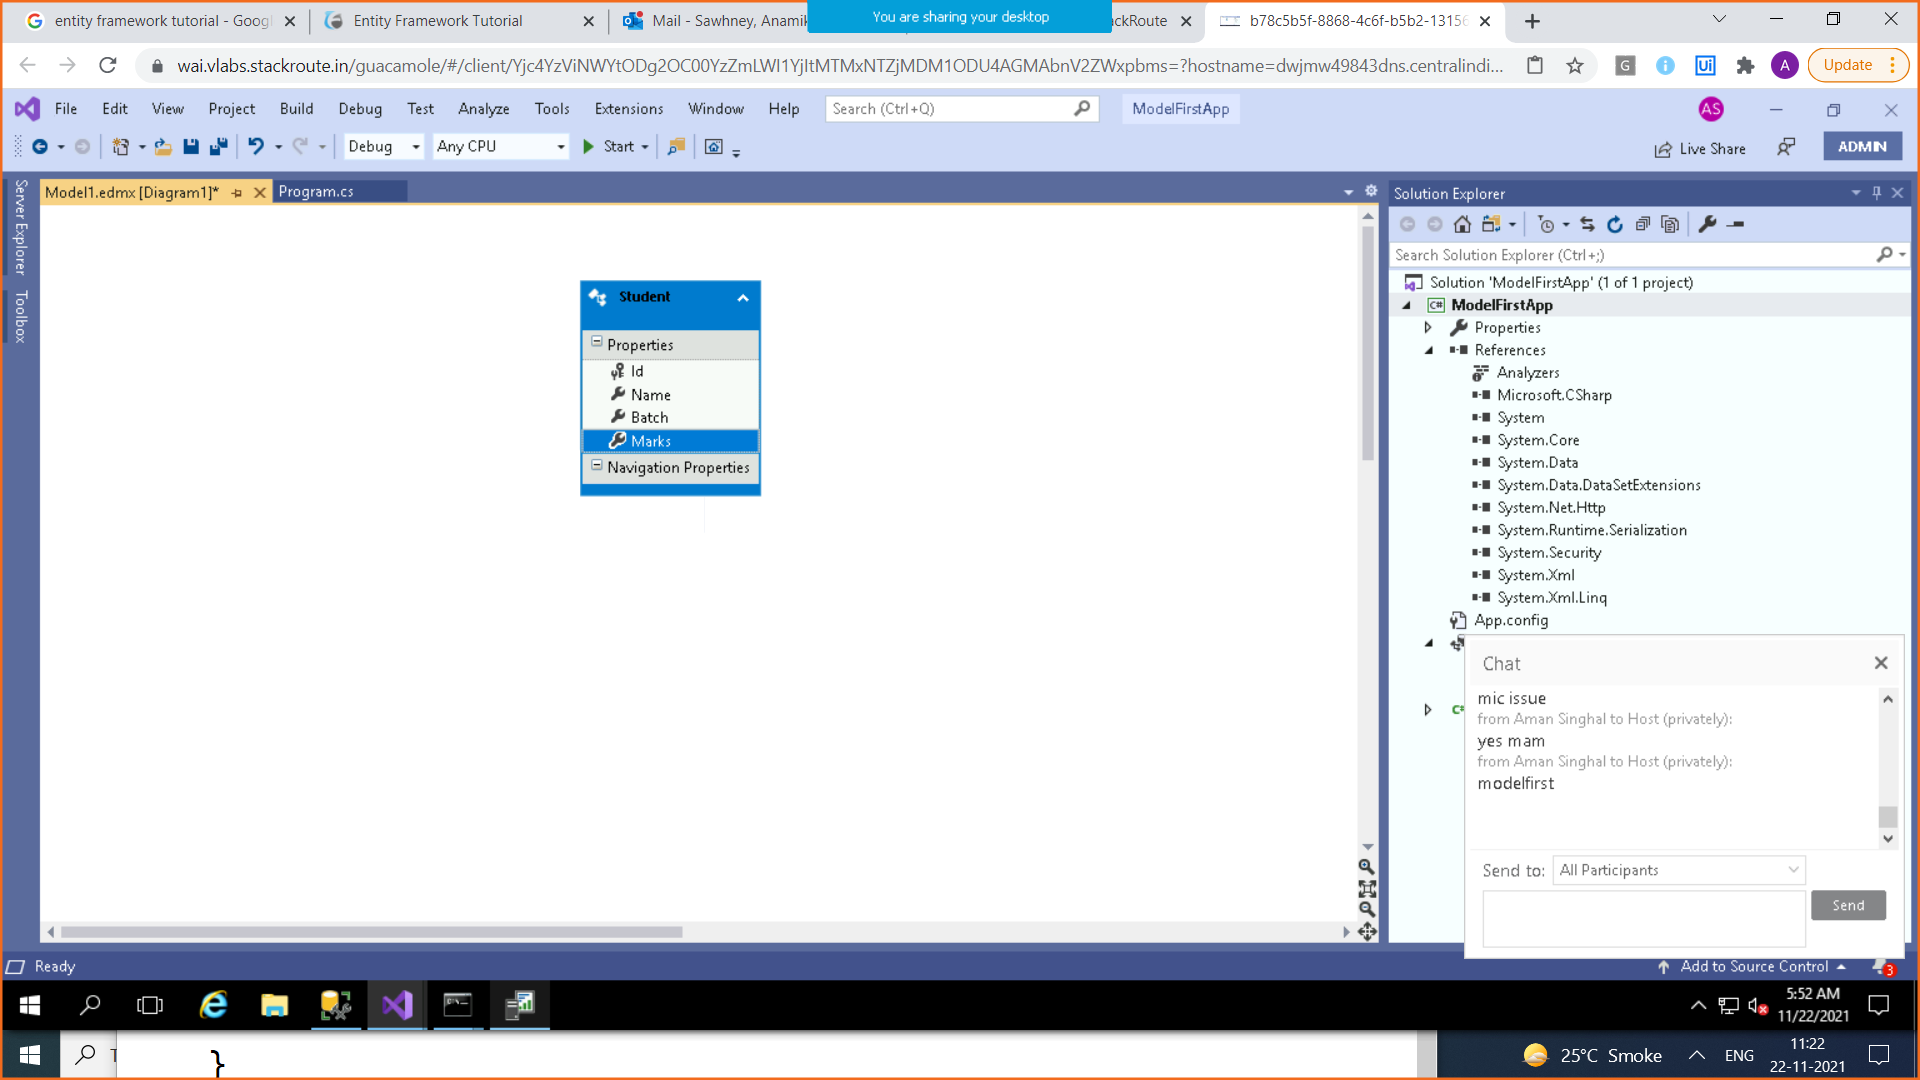 entity framework tutorial - Goog
Entity Framework Tutorial
Mail - Sawhney, Anamik
You are sharing your desktop
ckRoute
b78c5b5f-8868-4c6f-b5b2-13156
wai.vlabs.stackroute.in/guacamole/#/client/Yjc4YzViNWYtODg2OC00YzZmLWI1YjItMTMxNTZjMDM1ODU4AGMAbnV2ZWxpbms=?hostname=dwjmw49843dns.centralindi...
Update
File Edit View Project Build Debug Test Analyze Tools Extensions Window Help
Search (Ctrl+Q)
ModelFirstApp
AS
Debug
Any CPU
Start
Live Share
ADMIN
Server Explorer
Toolbox
Model1.edmx [Diagram1]*
Program.cs
Student
Properties
Id
Name
Batch
Marks
Navigation Properties
Solution Explorer
Search Solution Explorer (Ctrl+;)
Solution 'ModelFirstApp' (1 of 1 project)
ModelFirstApp
Properties
References
Analyzers
Microsoft.CSharp
System
System.Core
System.Data
System.Data.DataSetExtensions
System.Net.Http
System.Runtime.Serialization
System.Security
System.Xml
System.Xml.Linq
App.config
C#
Chat
mic issue
from Aman Singhal to Host (privately):
yes mam
from Aman Singhal to Host (privately):
modelfirst
Send to: All Participants
Send
Ready
Add to Source Control
3
5:52 AM
11/22/2021
}
25°C Smoke
ENG
11:22
22-11-2021